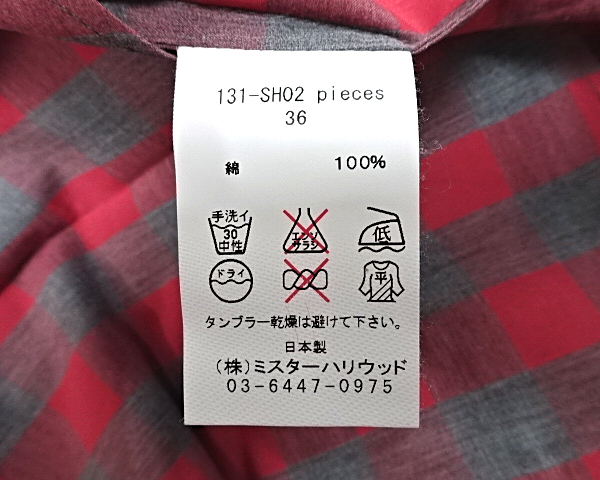 131-SH02 pieces
36
綿 100%
手洗イ
30
中性
エンソ
サラシ
低
ドライ
平
タンブラー乾燥は避けて下さい。
日本製
(株)ミスターハリウッド
03-6447-0975